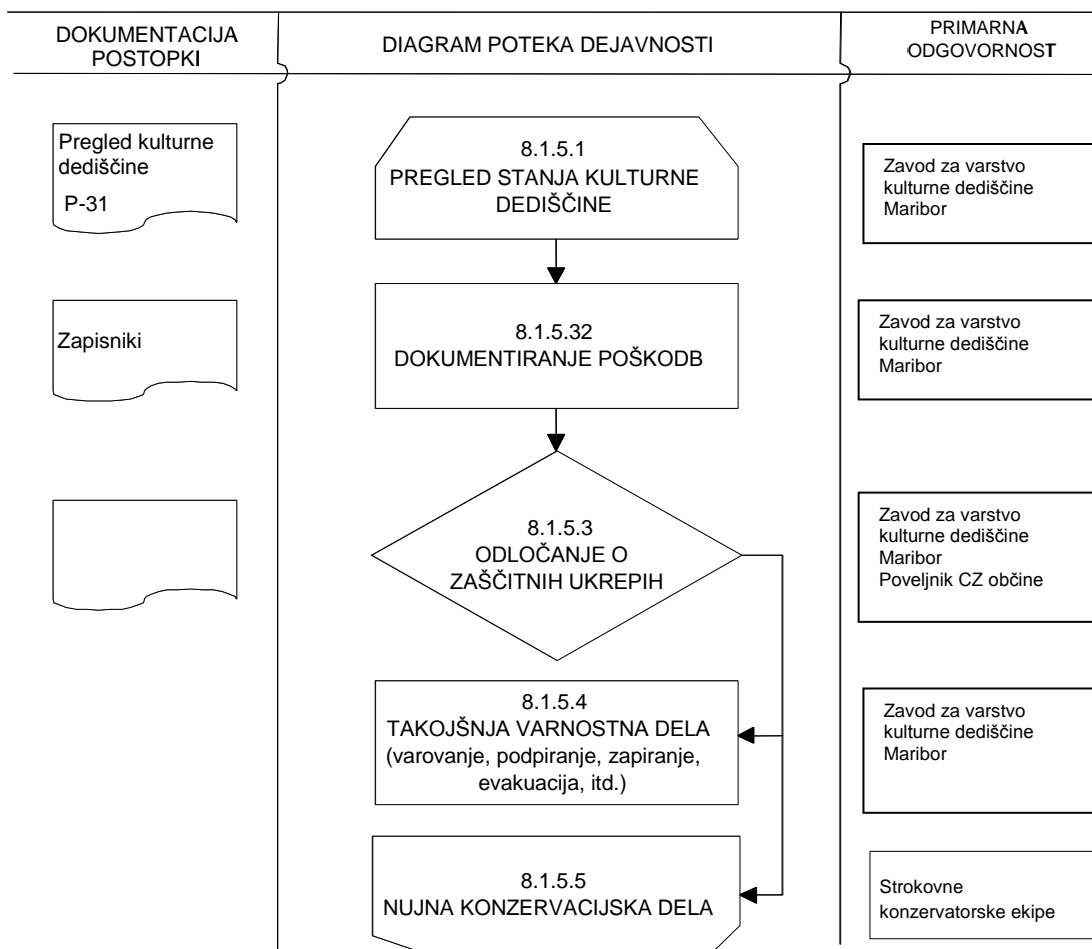 DOKUMENTACIJA
POSTOPKI
DIAGRAM POTEKA DEJAVNOSTI
PRIMARNA
ODGOVORNOST
Pregled kulturne
dediščine
P-31
8.1.5.1
PREGLED STANJA KULTURNE
DEDIŠČINE
Zavod za varstvo
kulturne dediščine
Maribor
Zapisniki
8.1.5.32
DOKUMENTIRANJE POŠKODB
Zavod za varstvo
kulturne dediščine
Maribor
8.1.5.3
ODLOČANJE O
ZAŠČITNIH UKREPIH
Zavod za varstvo
kulturne dediščine
Maribor
Poveljnik CZ občine
8.1.5.4
TAKOJŠNJA VARNOSTNA DELA
(varovanje, podpiranje, zapiranje,
evakuacija, itd.)
Zavod za varstvo
kulturne dediščine
Maribor
8.1.5.5
NUJNA KONZERVACIJSKA DELA
Strokovne
konzervatorske ekipe